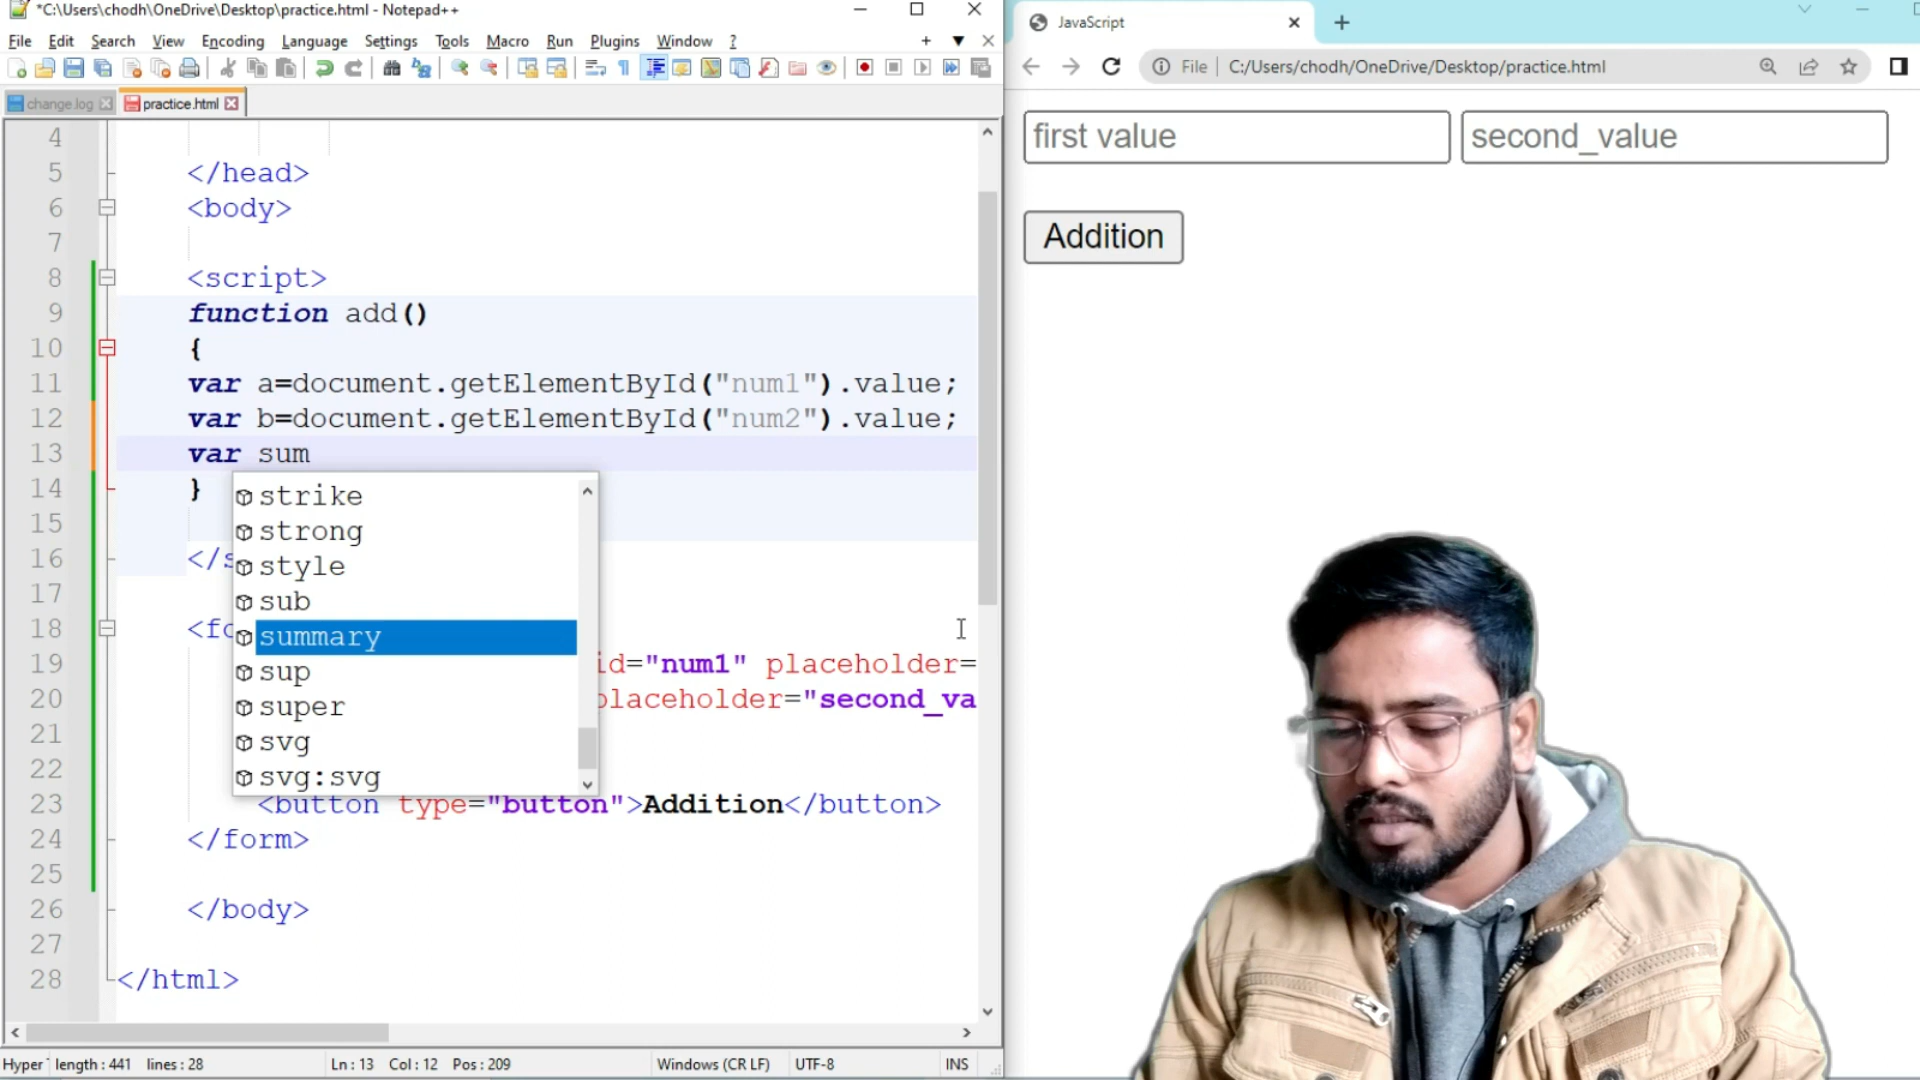 *C:\Users\chodh\OneDrive\Desktop\practice.html - Notepad++
File Edit Search View Encoding Language Settings Tools Macro Run Plugins Window ?
change.log practice.html
4
5 </head>
6 <body>
7
8 <script>
9 function add()
10 {
11 var a=document.getElementById("num1").value;
12 var b=document.getElementById("num2").value;
13 var sum
14 }
15
16 </s
17
18 <fo
19 id="num1" placeholder=
20 placeholder="second_va
21
22
23 <button type="button">Addition</button>
24 </form>
25
26 </body>
27
28 </html>
strike
strong
style
sub
summary
sup
super
svg
svg:svg
Hyper length : 441 lines : 28 Ln : 13 Col : 12 Pos : 209 Windows (CR LF) UTF-8 INS
JavaScript
File C:/Users/chodh/OneDrive/Desktop/practice.html
first value second_value
Addition